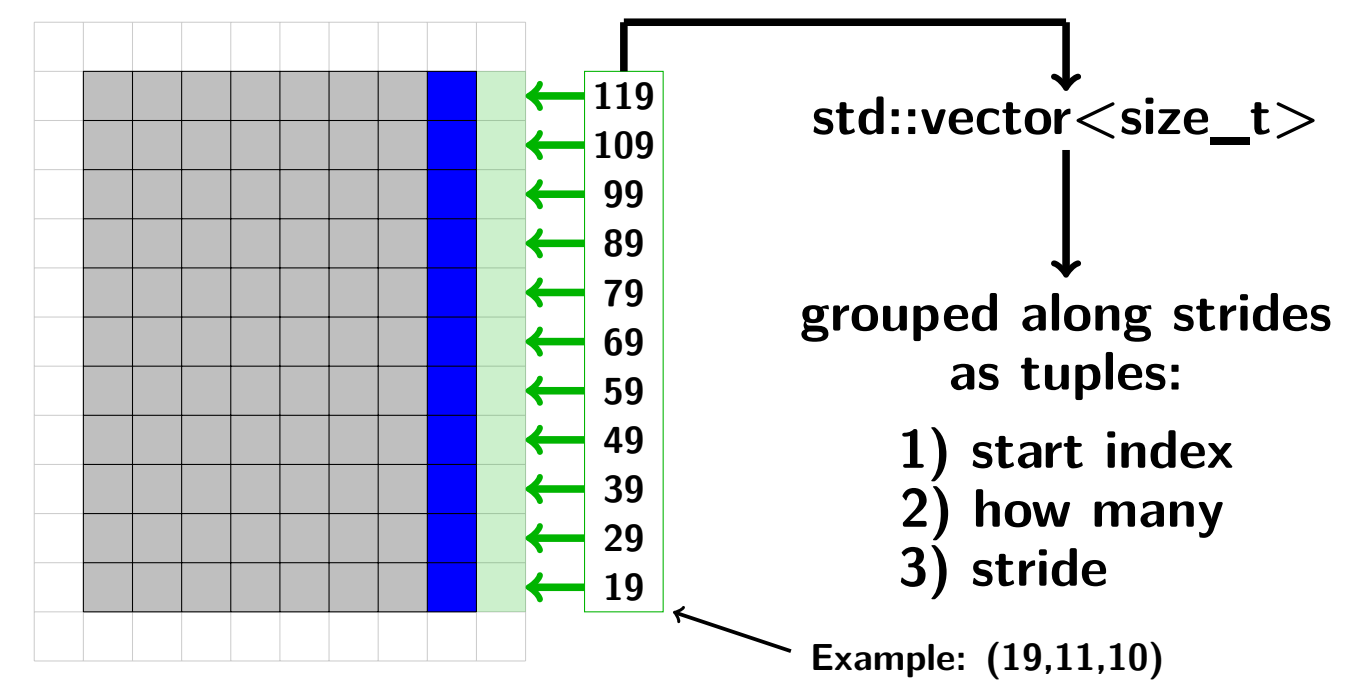 119
109
99
89
79
69
59
49
39
29
19
std::vector<size_t>
grouped along strides
as tuples:
1) start index
2) how many
3) stride
Example: (19,11,10)